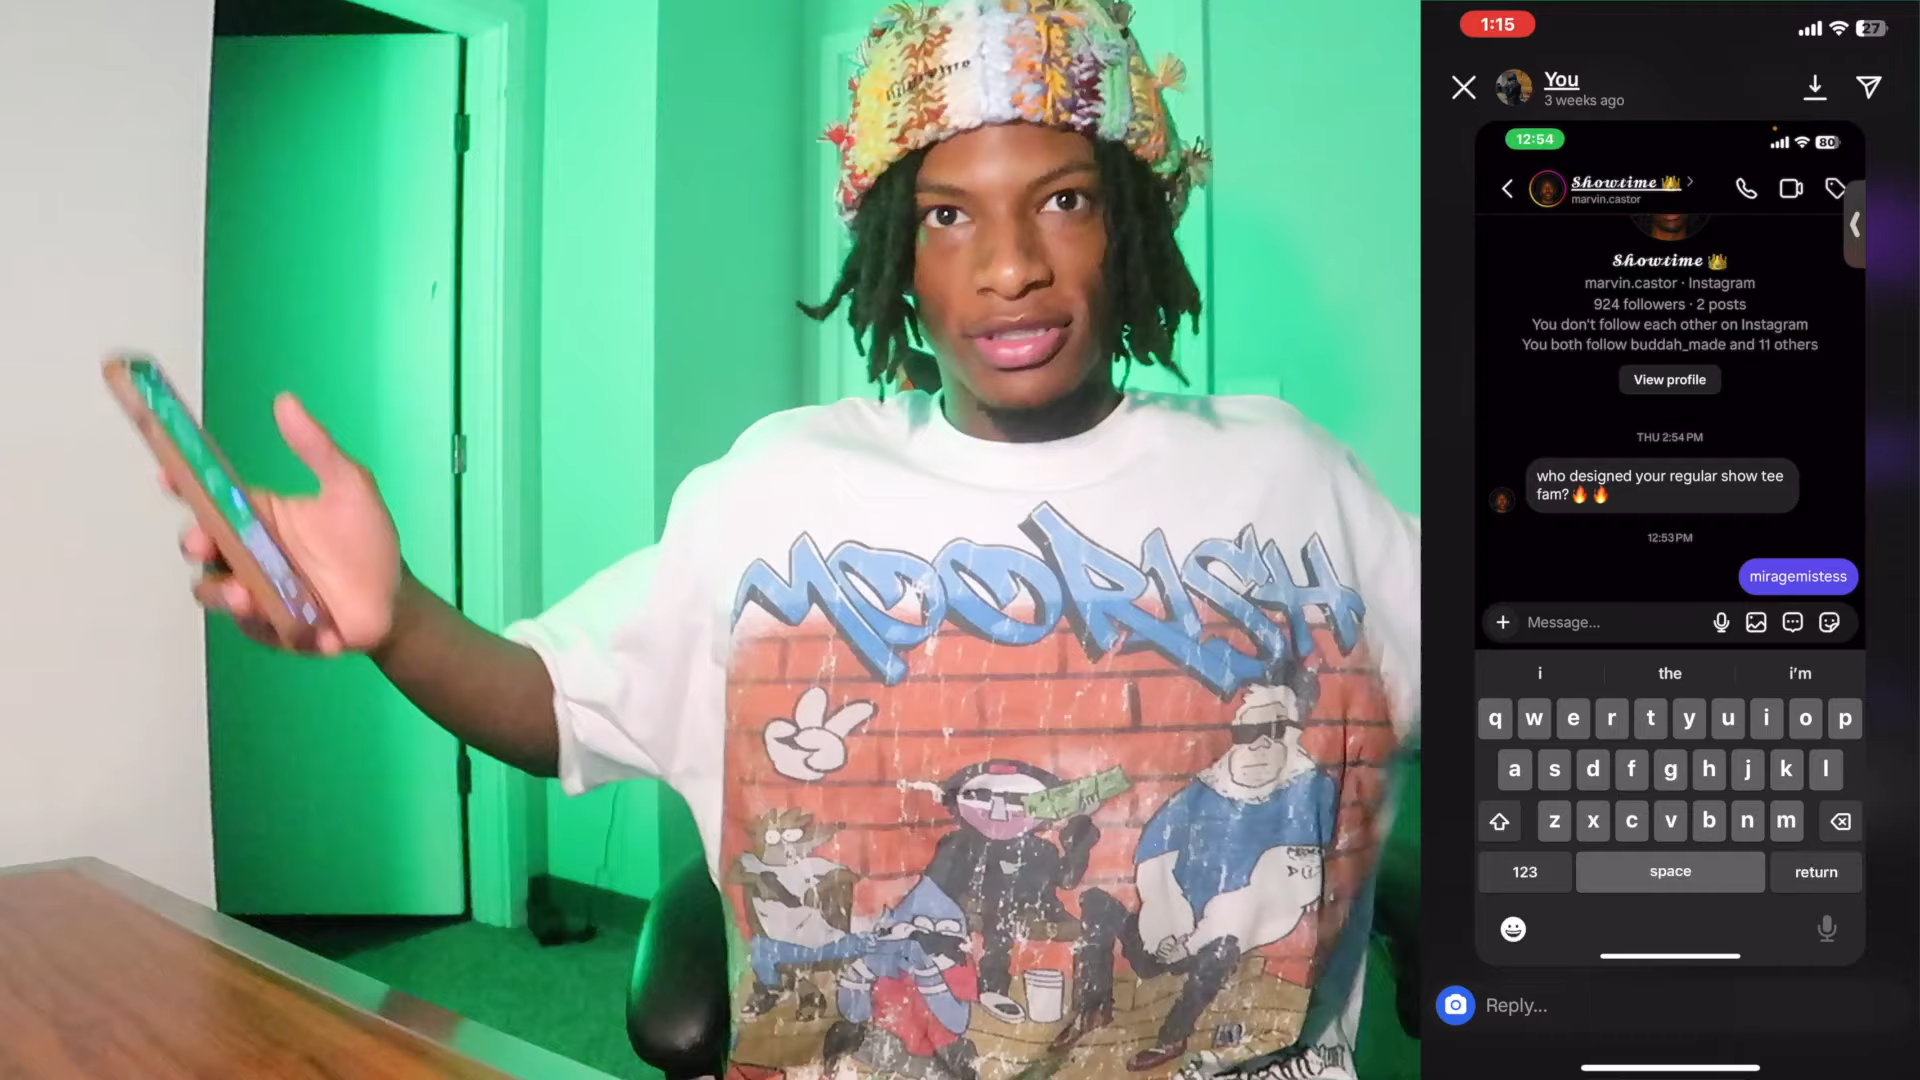 MOORISH
1:15
27
You
3 weeks ago
12:54
80
Showtime 👑
marvin.castor
Showtime 👑
marvin.castor · Instagram
924 followers · 2 posts
You don't follow each other on Instagram
You both follow buddah_made and 11 others
View profile
THU 2:54 PM
who designed your regular show tee
fam?🔥🔥
12:53 PM
miragemistess
Message...
i the i'm
q w e r t y u i o p
a s d f g h j k l
z x c v b n m
123 space return
Reply...